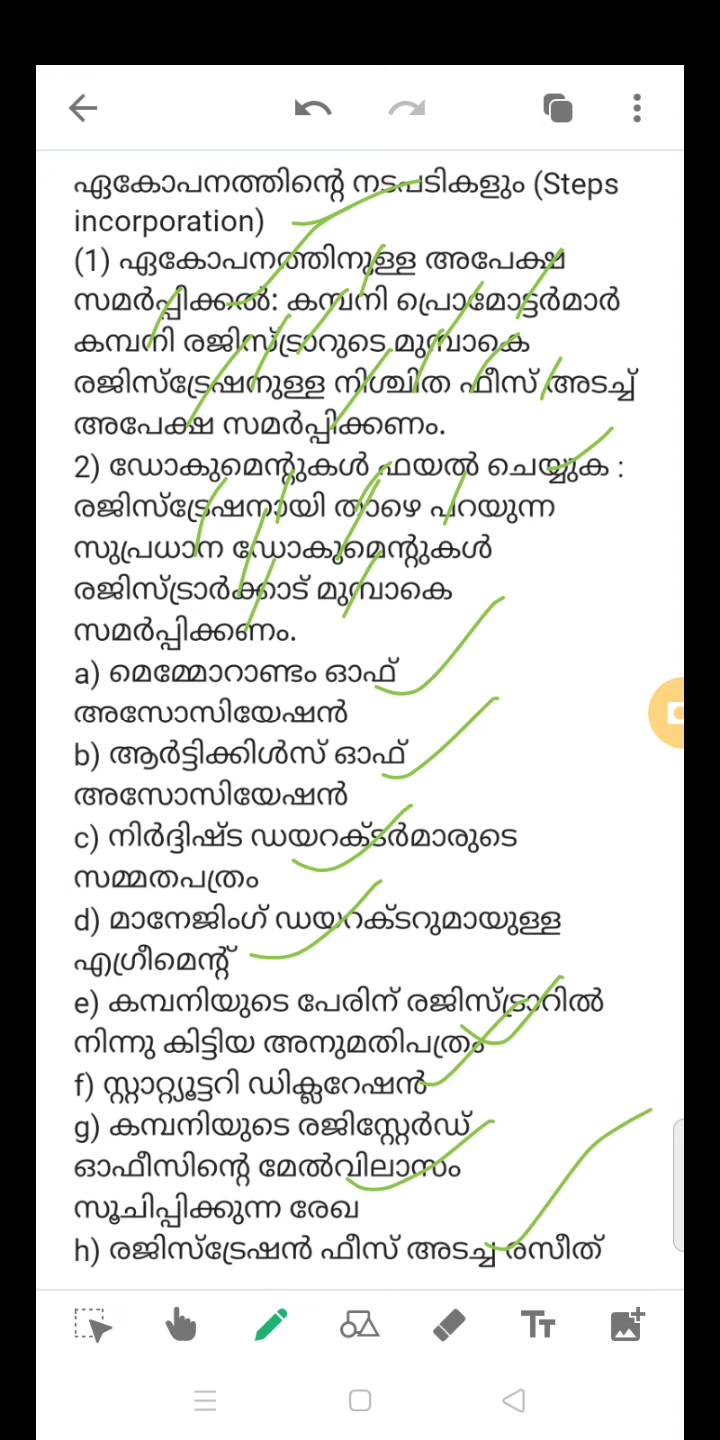 ഏകോപനത്തിന്റെ നടപടികളും (Steps
incorporation)
(1) ഏകോപനത്തിനുള്ള അപേക്ഷ
സമർപ്പിക്കൽ: കമ്പനി പ്രൊമോട്ടർമാർ
കമ്പനി രജിസ്ട്രാറുടെ മുമ്പാകെ
രജിസ്ട്രേഷനുള്ള നിശ്ചിത ഫീസ് അടച്ച്
അപേക്ഷ സമർപ്പിക്കണം.
2) ഡോകുമെന്റുകൾ ഫയൽ ചെയ്യുക :
രജിസ്ട്രേഷനായി താഴെ പറയുന്ന
സുപ്രധാന ഡോകുമെന്റുകൾ
രജിസ്ട്രാർക്കാട് മുമ്പാകെ
സമർപ്പിക്കണം.
a) മെമ്മോറാണ്ടം ഓഫ്
അസോസിയേഷൻ
b) ആർട്ടിക്കിൾസ് ഓഫ്
അസോസിയേഷൻ
c) നിർദ്ദിഷ്ട ഡയറക്ടർമാരുടെ
സമ്മതപത്രം
d) മാനേജിംഗ് ഡയറക്ടറുമായുള്ള
എഗ്രീമെന്റ്
e) കമ്പനിയുടെ പേരിന് രജിസ്ട്രാറിൽ
നിന്നു കിട്ടിയ അനുമതിപത്രം
f) സ്റ്റാറ്റ്യൂട്ടറി ഡിക്ലറേഷൻ
g) കമ്പനിയുടെ രജിസ്റ്റേർഡ്
ഓഫീസിന്റെ മേൽവിലാസം
സൂചിപ്പിക്കുന്ന രേഖ
h) രജിസ്ട്രേഷൻ ഫീസ് അടച്ച രസീത്
Tт